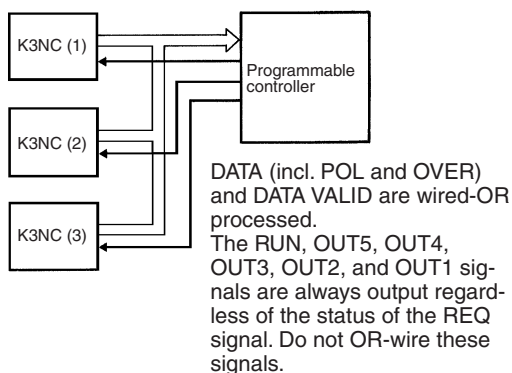 K3NC (1)
K3NC (2)
K3NC (3)
Programmable
controller
DATA (incl. POL and OVER)
and DATA VALID are wired-OR
processed.
The RUN, OUT5, OUT4,
OUT3, OUT2, and OUT1 sig-
nals are always output regard-
less of the status of the REQ
signal. Do not OR-wire these
signals.